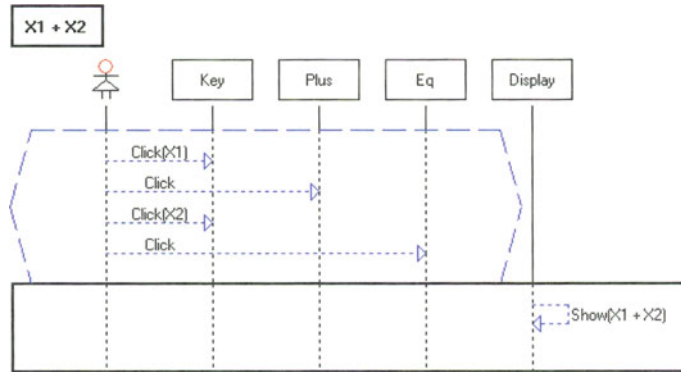 X1 + X2
Key
Plus
Eq
Display
Click(X1)
Click
Click(X2)
Click
Show(X1 + X2)